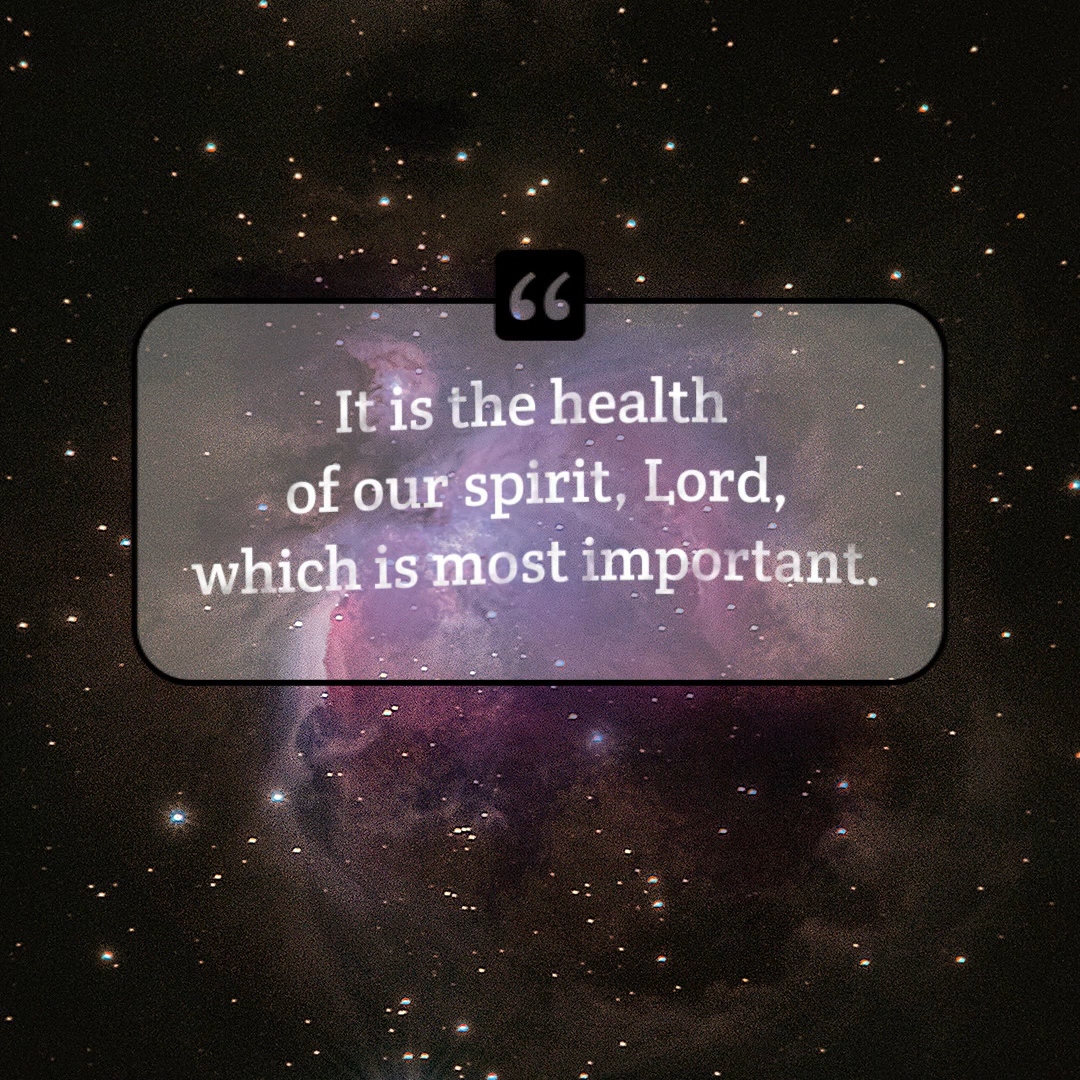 “
It is the health
of our spirit, Lord,
which is most important.